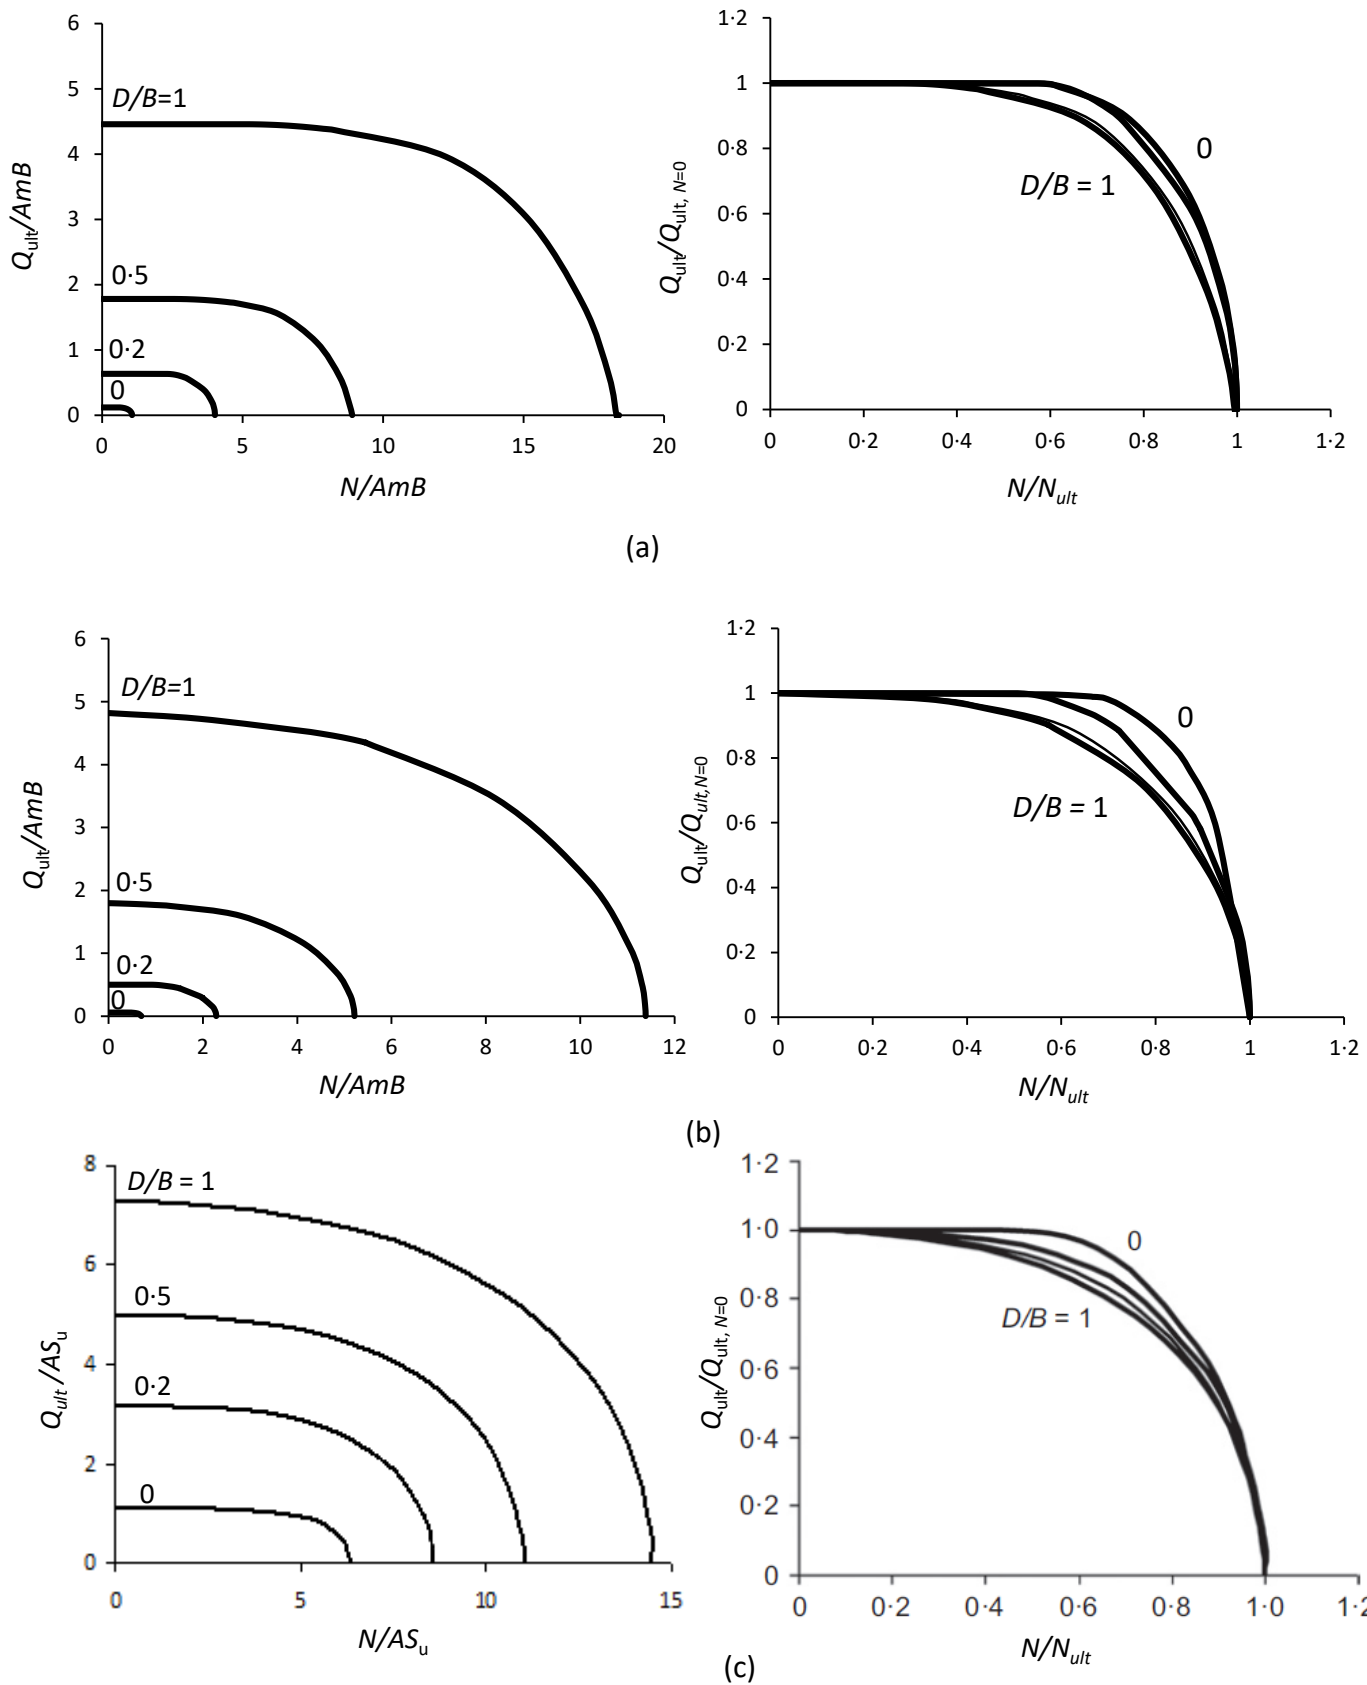 6
5
4
3
2
1
0
Q_ult/AmB
D/B=1
0·5
0·2
0
0 5 10 15 20
N/AmB
1·2
1
0·8
0·6
0·4
0·2
0
Q_ult/Q_ult, N=0
0
D/B = 1
0 0·2 0·4 0·6 0·8 1 1·2
N/N_ult
(a)
6
5
4
3
2
1
0
Q_ult/AmB
D/B=1
0·5
0·2
0
0 2 4 6 8 10 12
N/AmB
1·2
1
0·8
0·6
0·4
0·2
0
Q_ult/Q_ult,N=0
0
D/B = 1
0 0·2 0·4 0·6 0·8 1 1·2
N/N_ult
(b)
8
6
4
2
0
Q_ult /AS_u
D/B = 1
0·5
0·2
0
0 5 10 15
N/AS_u
1·2
1·0
0·8
0·6
0·4
0·2
0
Q_ult/Q_ult, N=0
0
D/B = 1
0 0·2 0·4 0·6 0·8 1·0 1·2
N/N_ult
(c)